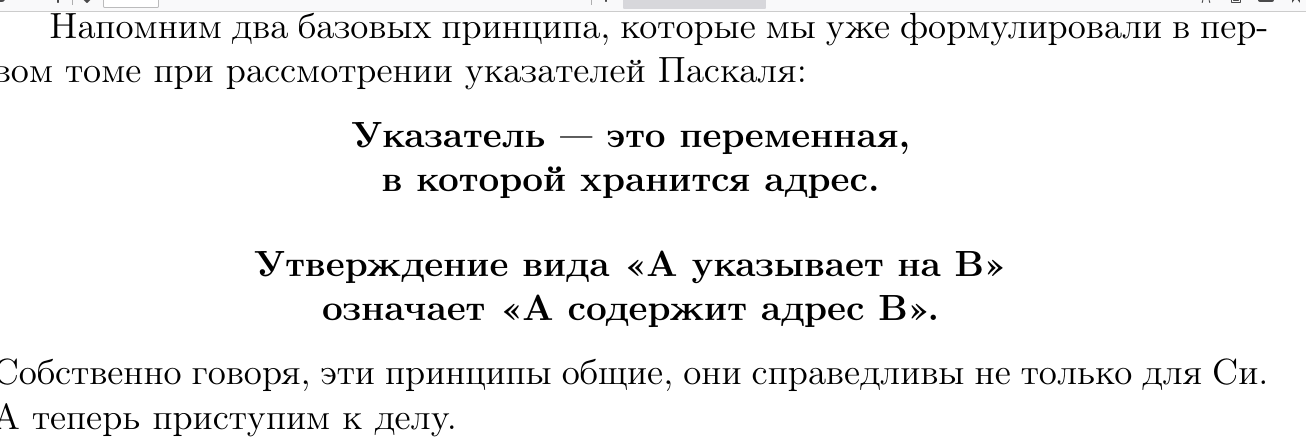 Напомним два базовых принципа, которые мы уже формулировали в пер-
вом томе при рассмотрении указателей Паскаля:
Указатель — это переменная,
в которой хранится адрес.
Утверждение вида «А указывает на В»
означает «А содержит адрес В».
Собственно говоря, эти принципы общие, они справедливы не только для Си.
А теперь приступим к делу.